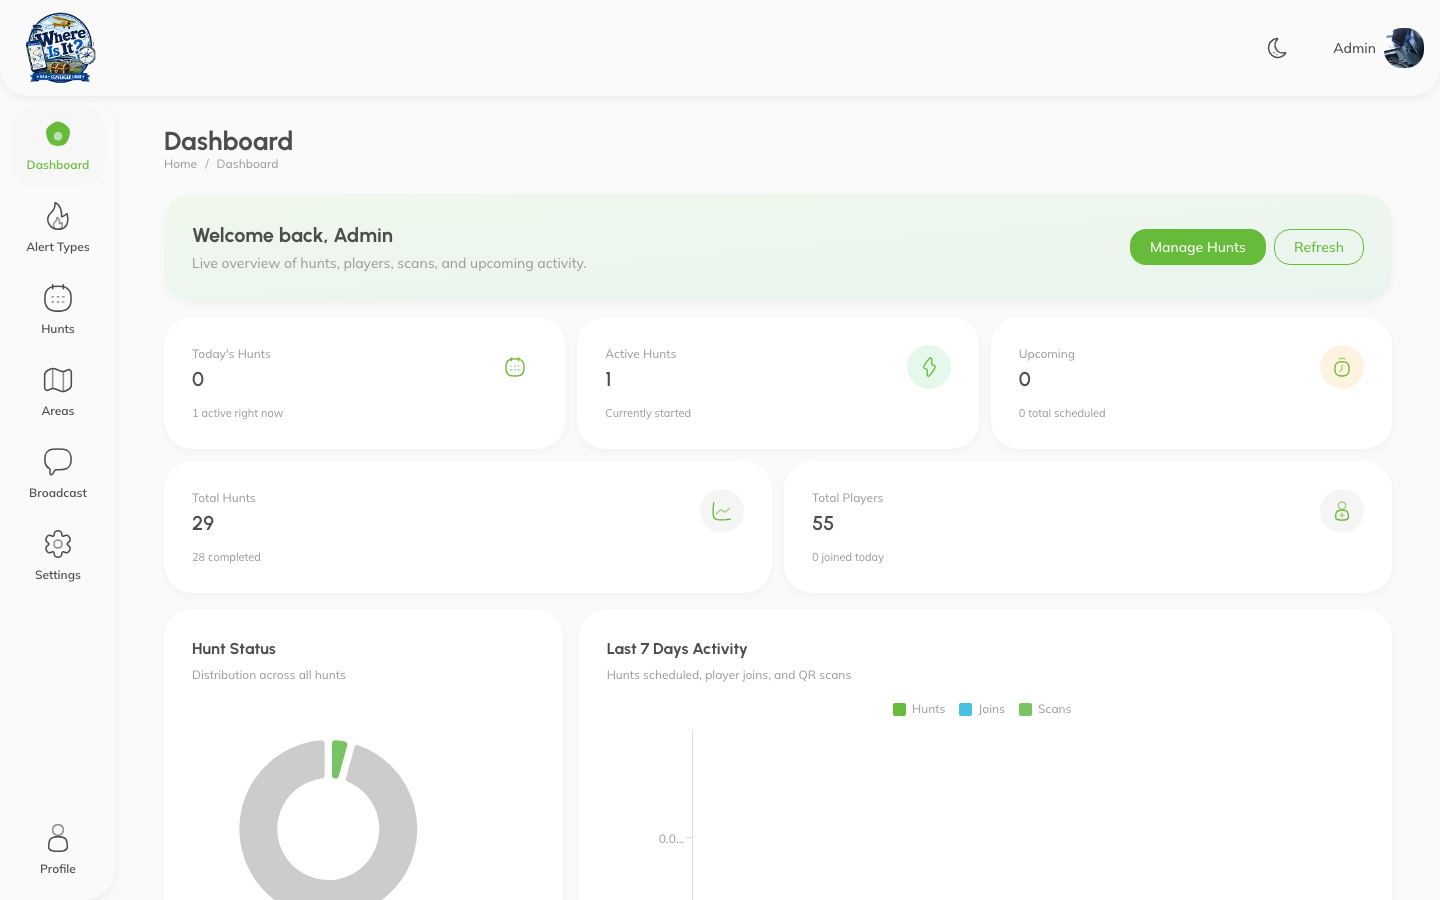 Where
Is It?
SCAVENGER HUNT
Admin
Dashboard
Alert Types
Hunts
Areas
Broadcast
Settings
Profile
Dashboard
Home / Dashboard
Welcome back, Admin
Live overview of hunts, players, scans, and upcoming activity.
Manage Hunts
Refresh
Today's Hunts
0
1 active right now
Active Hunts
1
Currently started
Upcoming
0
0 total scheduled
Total Hunts
29
28 completed
Total Players
55
0 joined today
Hunt Status
Distribution across all hunts
Last 7 Days Activity
Hunts scheduled, player joins, and QR scans
Hunts
Joins
Scans
0.0...